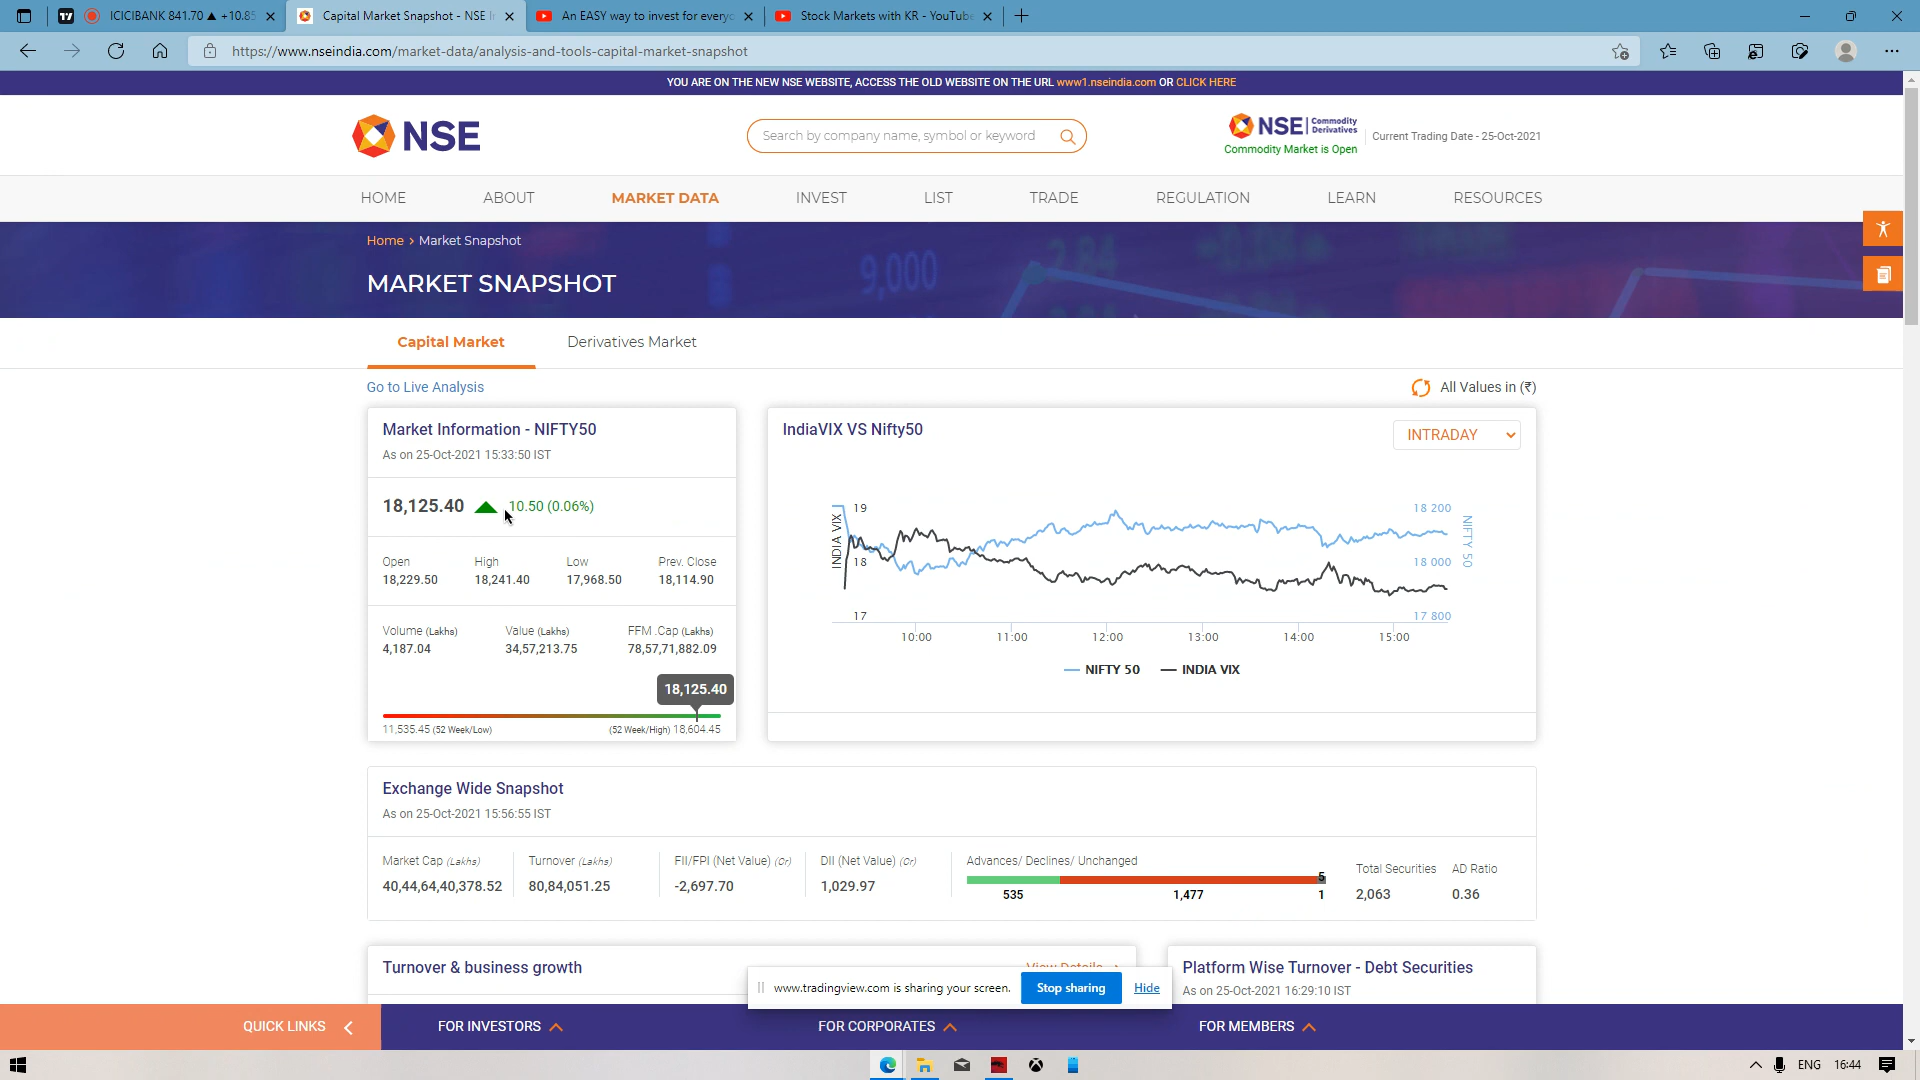 ICICIBANK 841.70 ▲ +10.85
Capital Market Snapshot - NSE I
An EASY way to invest for everyo
Stock Markets with KR - YouTube
https://www.nseindia.com/market-data/analysis-and-tools-capital-market-snapshot
YOU ARE ON THE NEW NSE WEBSITE, ACCESS THE OLD WEBSITE ON THE URL www1.nseindia.com OR CLICK HERE
NSE
Search by company name, symbol or keyword
NSE Commodity Derivatives
Commodity Market is Open
Current Trading Date - 25-Oct-2021
HOME ABOUT MARKET DATA INVEST LIST TRADE REGULATION LEARN RESOURCES
Home > Market Snapshot
MARKET SNAPSHOT
9,000
2.84
Capital Market Derivatives Market
Go to Live Analysis
All Values in (₹)
Market Information - NIFTY50
As on 25-Oct-2021 15:33:50 IST
18,125.40 10.50 (0.06%)
Open High Low Prev. Close
18,229.50 18,241.40 17,968.50 18,114.90
Volume (Lakhs) Value (Lakhs) FFM .Cap (Lakhs)
4,187.04 34,57,213.75 78,57,71,882.09
18,125.40
11,535.45 (52 Week/Low) (52 Week/High) 18,604.45
IndiaVIX VS Nifty50
INTRADAY
INDIA VIX
19
18
17
18 200
18 000
17 800
NIFTY 50
10:00 11:00 12:00 13:00 14:00 15:00
NIFTY 50 INDIA VIX
Exchange Wide Snapshot
As on 25-Oct-2021 15:56:55 IST
Market Cap (Lakhs) Turnover (Lakhs) FII/FPI (Net Value) (Cr) DII (Net Value) (Cr) Advances/ Declines/ Unchanged Total Securities AD Ratio
40,44,64,40,378.52 80,84,051.25 -2,697.70 1,029.97 535 1,477 51 2,063 0.36
Turnover & business growth
View Details
Platform Wise Turnover - Debt Securities
As on 25-Oct-2021 16:29:10 IST
www.tradingview.com is sharing your screen. Stop sharing Hide
QUICK LINKS FOR INVESTORS FOR CORPORATES FOR MEMBERS
ENG 16:44